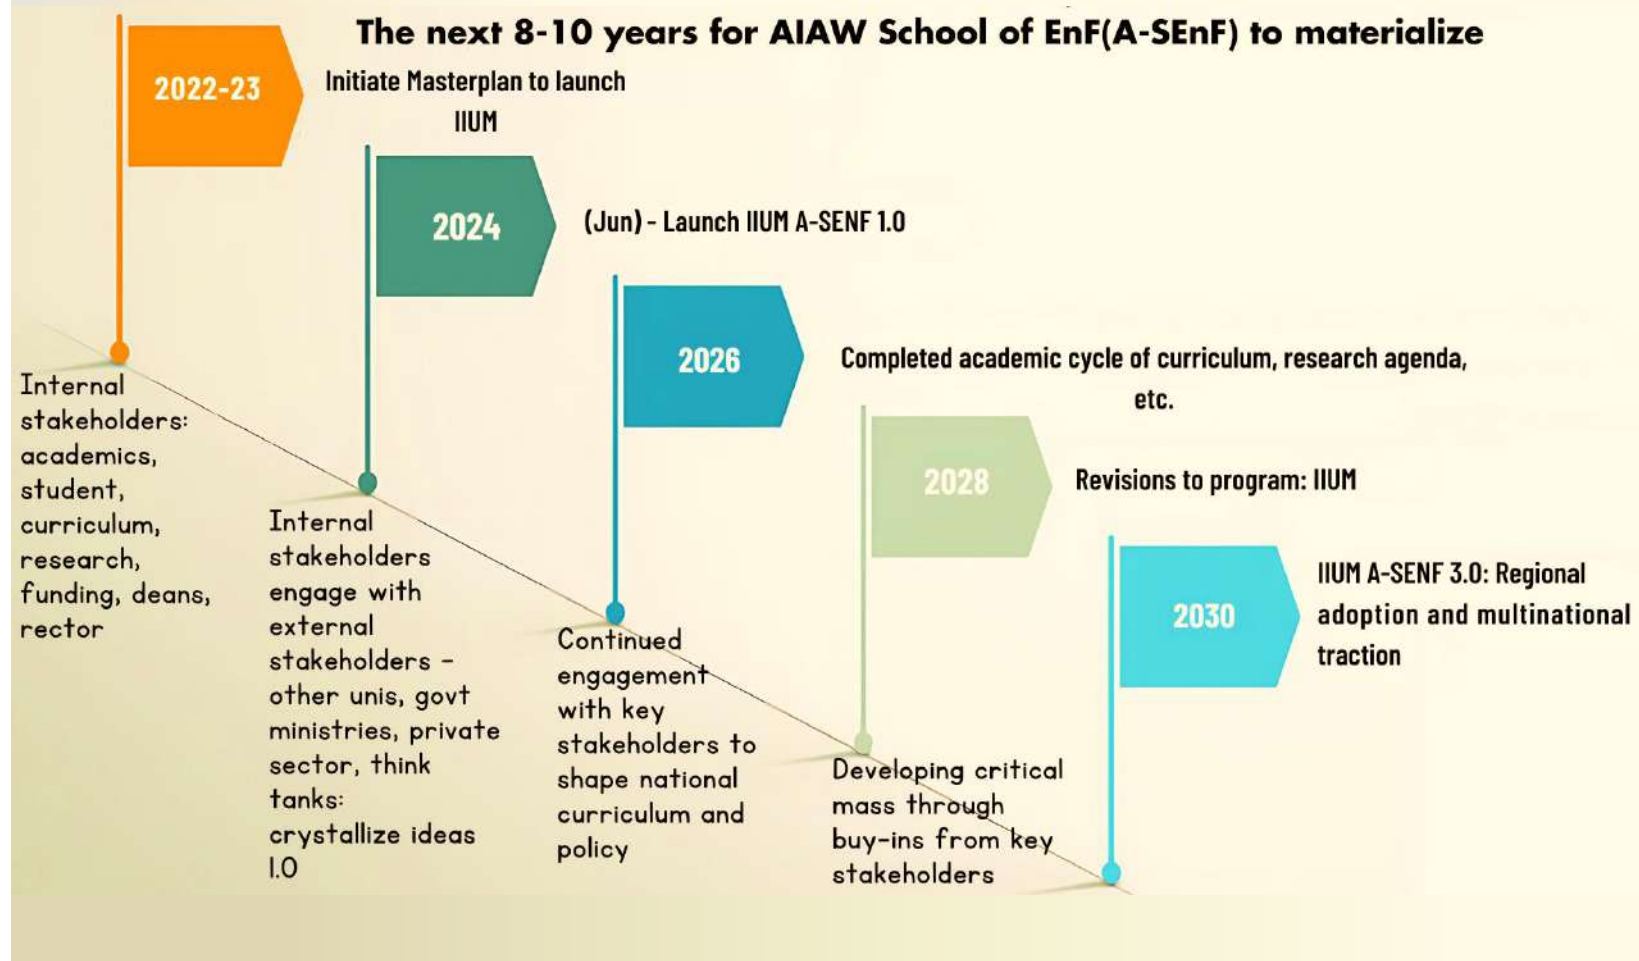 The next 8-10 years for AIAW School of EnF(A-SEnF) to materialize
2022-23
Initiate Masterplan to launch
IIUM
Internal
stakeholders:
academics,
student,
curriculum,
research,
funding, deans,
rector
2024
(Jun) - Launch IIUM A-SENF 1.0
Internal
stakeholders
engage with
external
stakeholders -
other unis, govt
ministries, private
sector, think
tanks:
crystallize ideas
1.0
2026
Completed academic cycle of curriculum, research agenda,
etc.
Continued
engagement
with key
stakeholders to
shape national
curriculum and
policy
2028
Revisions to program: IIUM
Developing critical
mass through
buy-ins from key
stakeholders
2030
IIUM A-SENF 3.0: Regional
adoption and multinational
traction